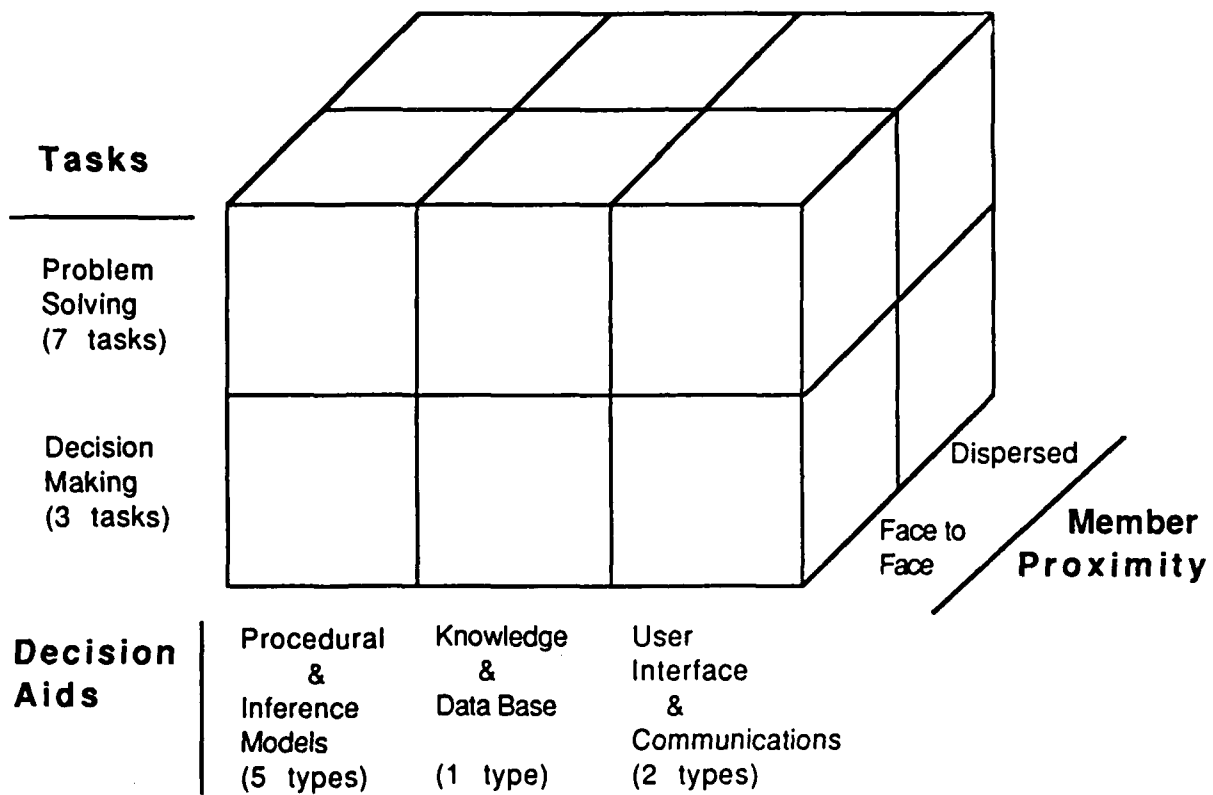 Tasks
Problem
Solving
(7 tasks)
Decision
Making
(3 tasks)
Dispersed
Face to
Face
Member
Proximity
Decision
Aids
Procedural
&
Inference
Models
(5 types)
Knowledge
&
Data Base
(1 type)
User
Interface
&
Communications
(2 types)